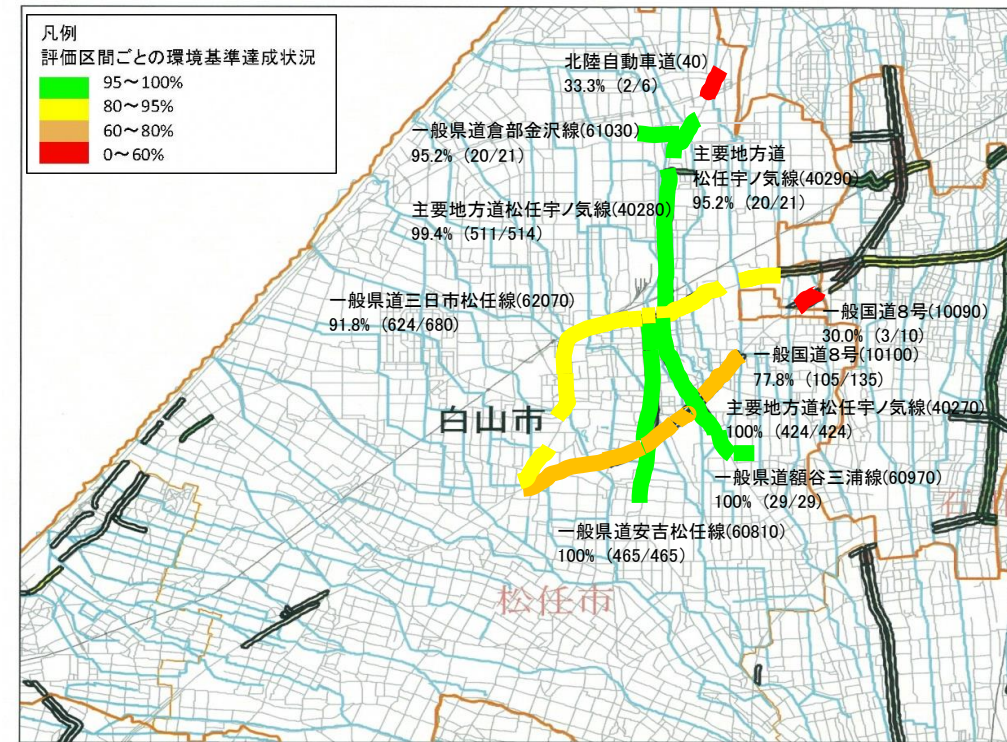 凡例
評価区間ごとの環境基準達成状況
95～100%
80～95%
60～80%
0～60%
北陸自動車道(40)
33.3% (2/6)
一般県道倉部金沢線(61030)
95.2% (20/21)
主要地方道
松任宇ノ気線(40290)
95.2% (20/21)
主要地方道松任宇ノ気線(40280)
99.4% (511/514)
一般県道三日市松任線(62070)
91.8% (624/680)
一般国道8号(10090)
30.0% (3/10)
一般国道8号(10100)
77.8% (105/135)
主要地方道松任宇ノ気線(40270)
100% (424/424)
白山市
一般県道額谷三浦線(60970)
100% (29/29)
一般県道安吉松任線(60810)
100% (465/465)
松任市